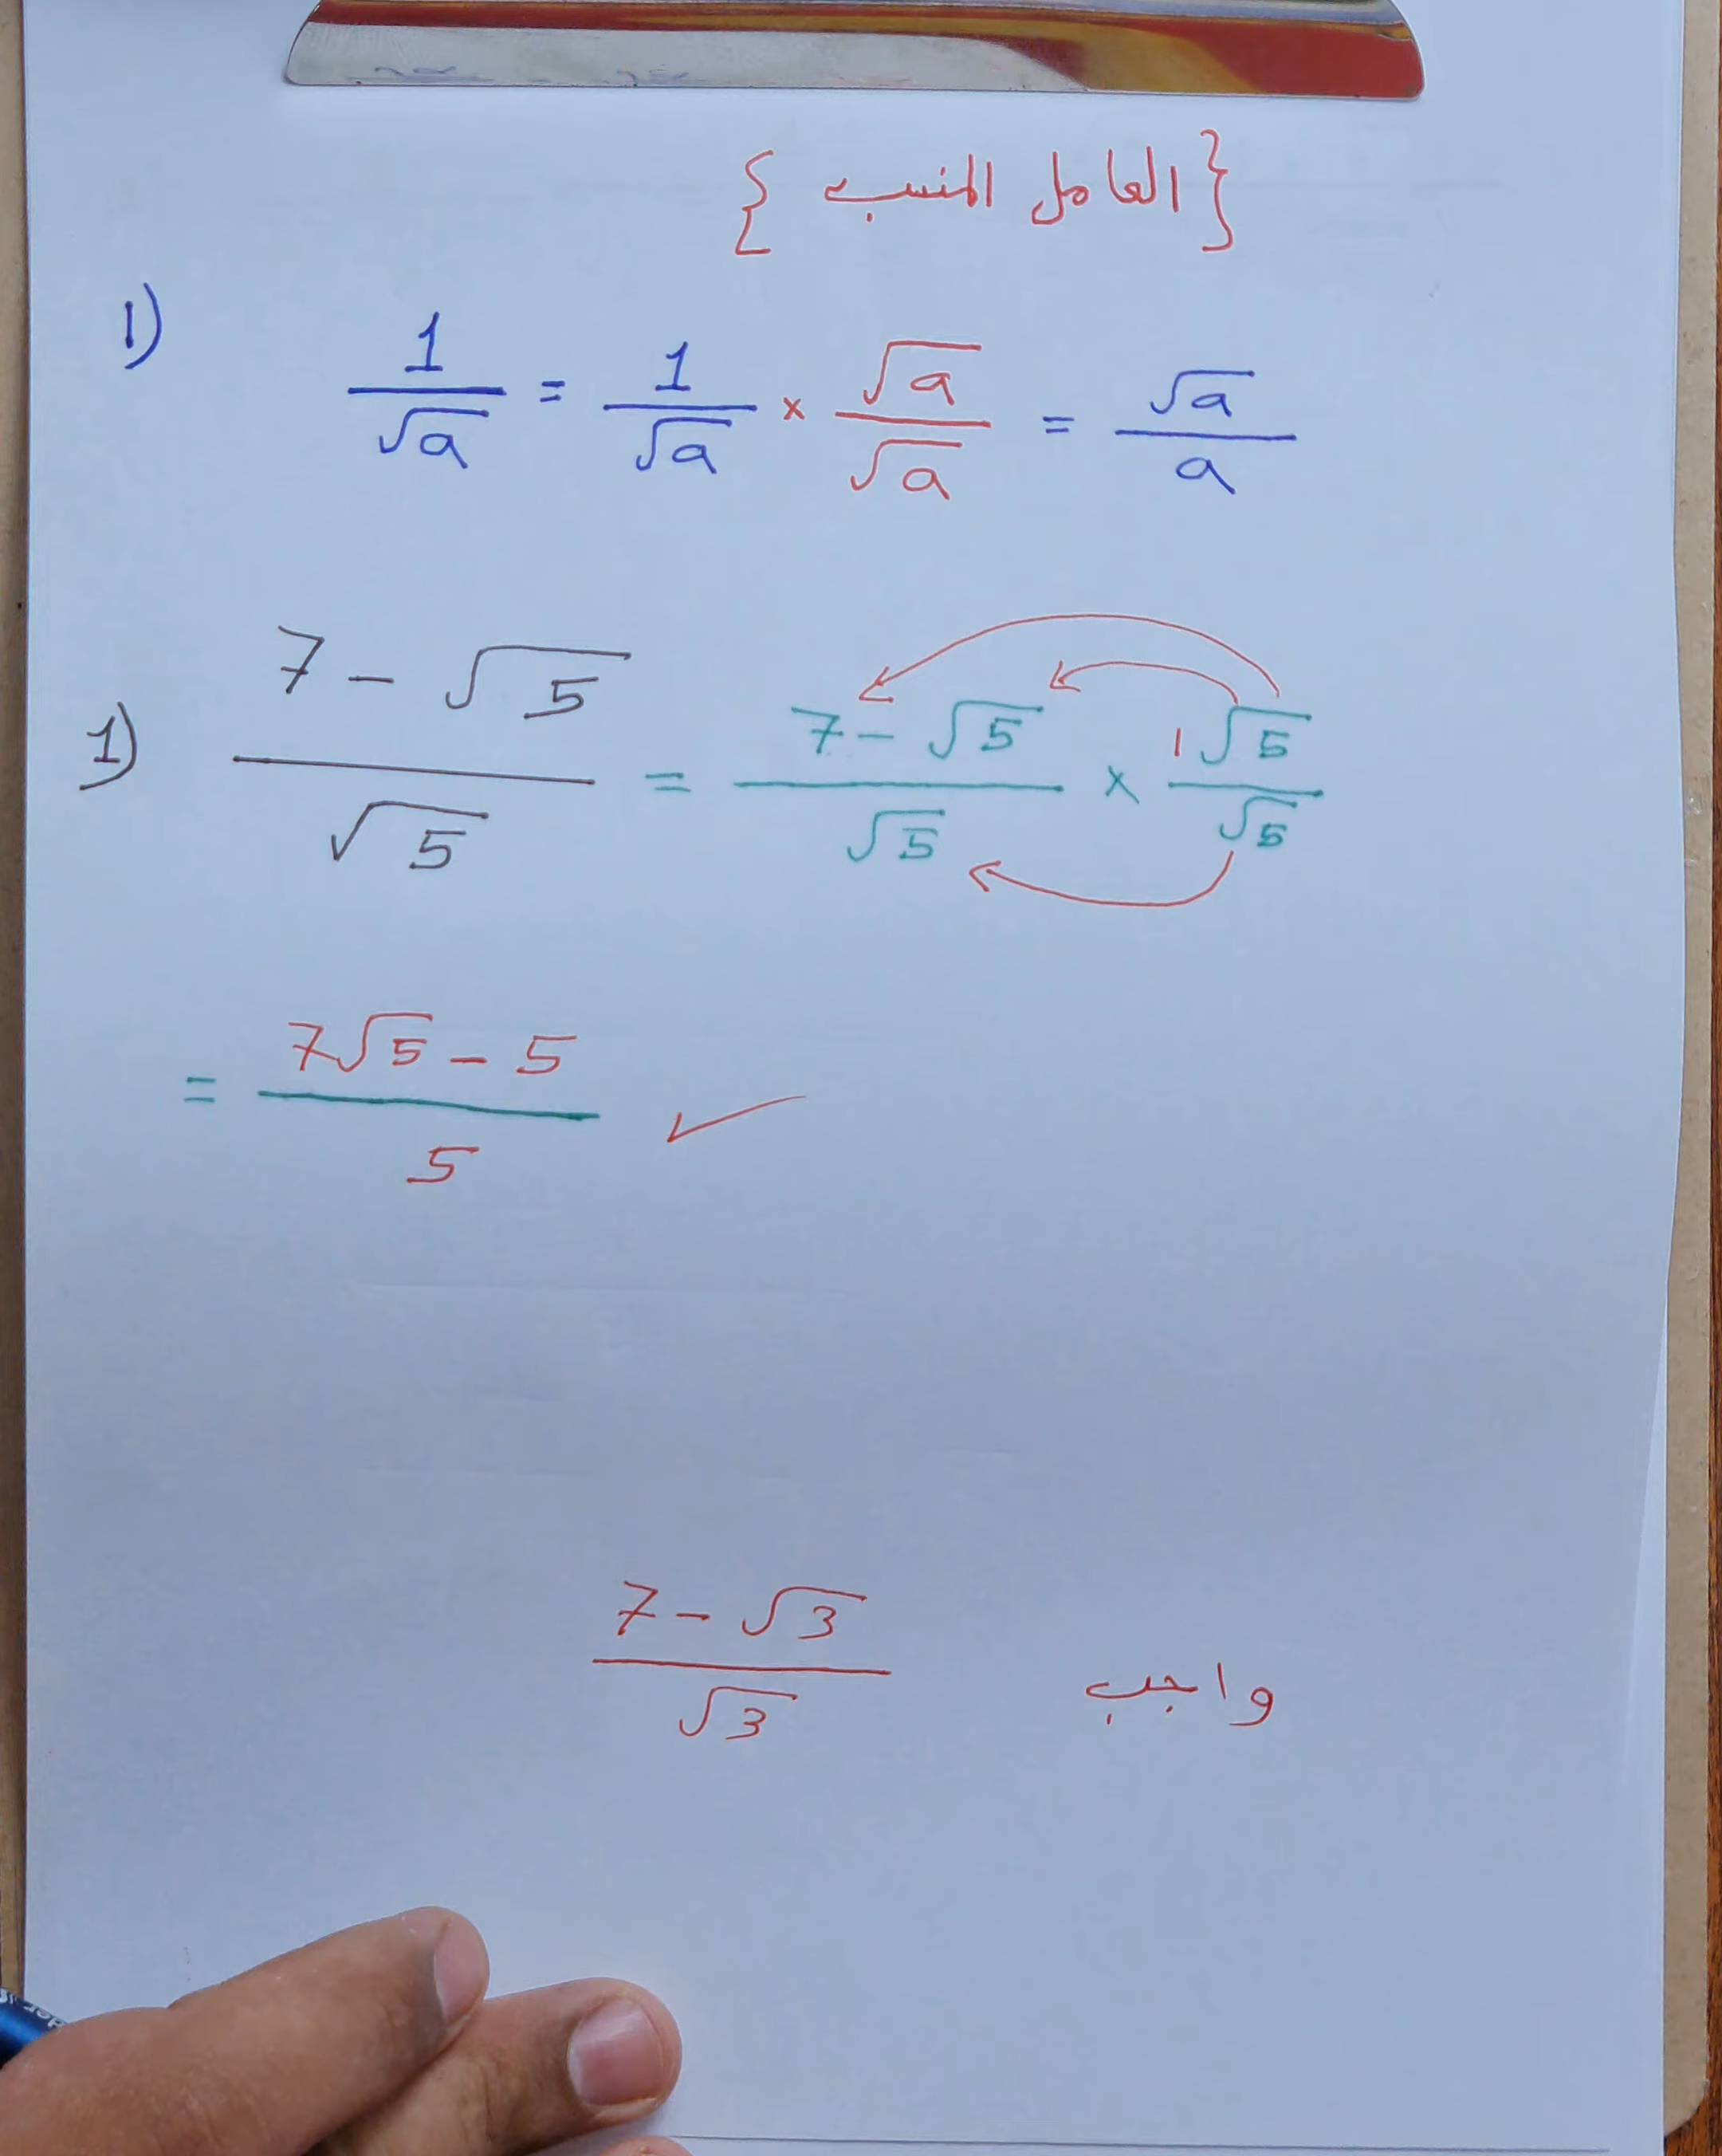 {العامل المنسب}
1) 1/√a = 1/√a × √a/√a = √a/a
1) (7 - √5)/√5 = (7 - √5)/√5 × 1√5/√5
= (7√5 - 5)/5 ✓
(7 - √3)/√3 واجب